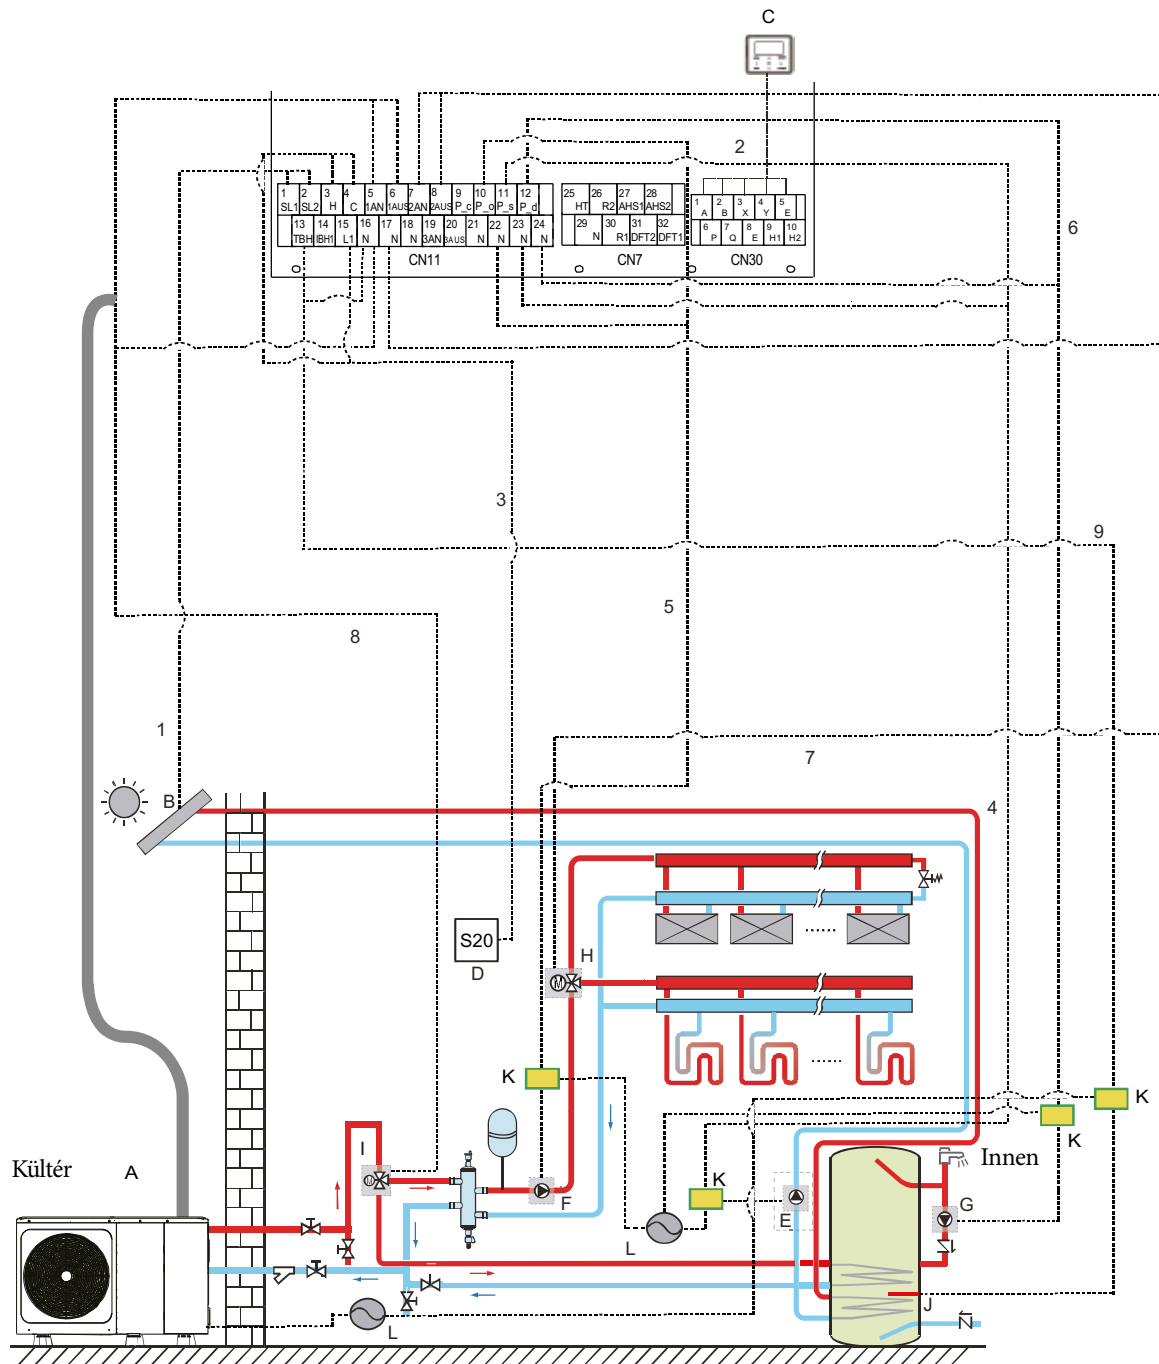 C
2
1 2 3 4 5 6 7 8 9 10 11 12
SL1 SL2 H C 1AN 1AUS 2AN 2AUS P_c P_o P_s P_d
13 14 15 16 17 18 19 20 21 22 23 24
TBH IBH1 L1 N N N 3AN 3AUS N N N N
CN11
25 26 27 28
HT R2 AHS1 AHS2
29 30 31 32
N R1 DFT2 DFT1
CN7
1 2 3 4 5
A B X Y E
6 7 8 9 10
P Q E H1 H2
CN30
6
3
9
5
8
1
7
B
4
S20
D
H
M
K
K
K
I
M
Kültér
A
Innen
K
F
E
G
L
J
L